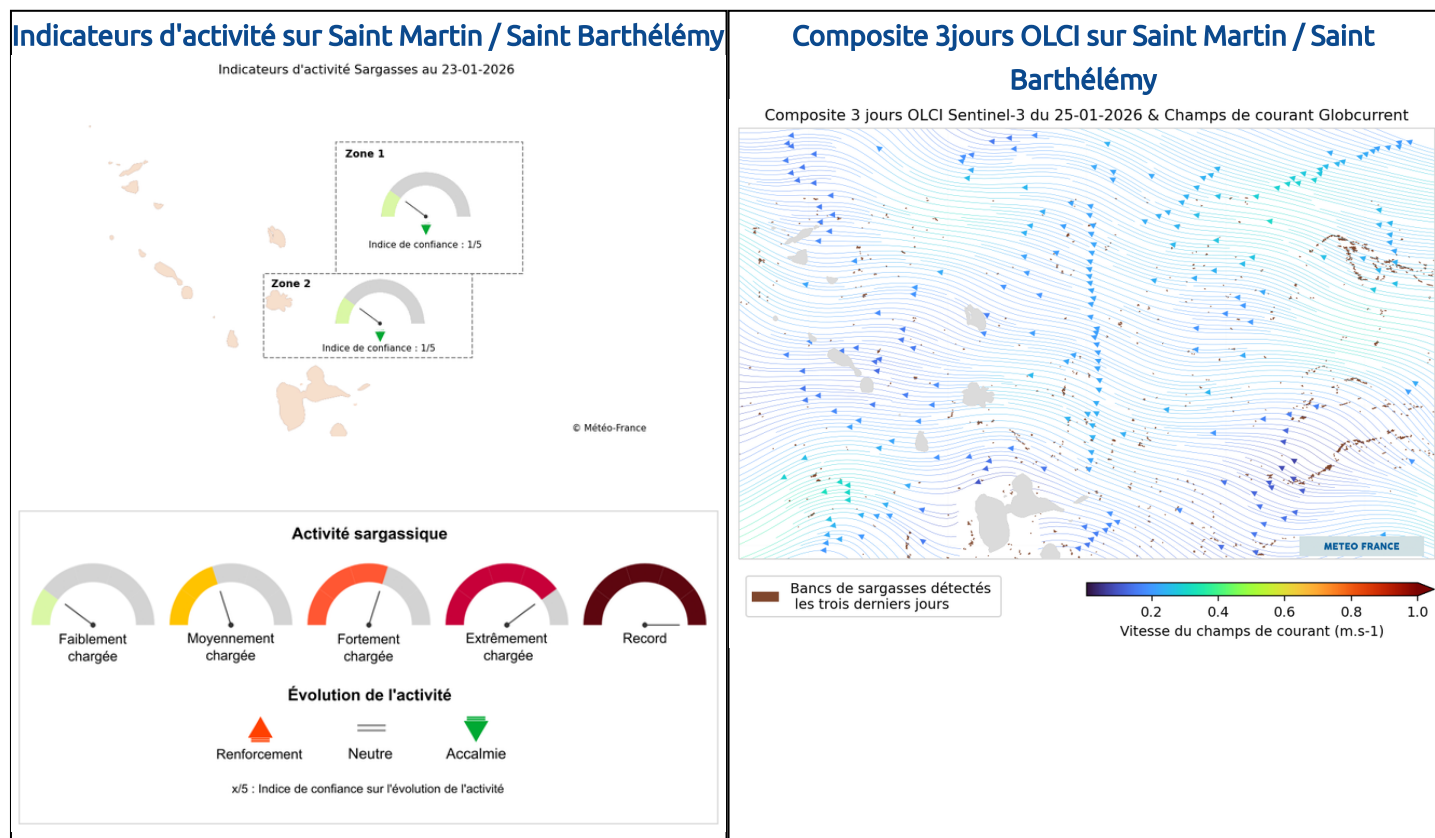 Indicateurs d'activité sur Saint Martin / Saint Barthélémy
Indicateurs d'activité Sargasses au 23-01-2026
Zone 1
Indice de confiance : 1/5
Zone 2
Indice de confiance : 1/5
© Météo-France
Activité sargassique
Faiblement
chargée
Moyennement
chargée
Fortement
chargée
Extrêmement
chargée
Record
Évolution de l'activité
Renforcement
Neutre
Accalmie
x/5 : Indice de confiance sur l'évolution de l'activité
Composite 3jours OLCI sur Saint Martin / Saint
Barthélémy
Composite 3 jours OLCI Sentinel-3 du 25-01-2026 & Champs de courant Globcurrent
METEO FRANCE
Bancs de sargasses détectés
les trois derniers jours
0.2 0.4 0.6 0.8 1.0
Vitesse du champs de courant (m.s-1)